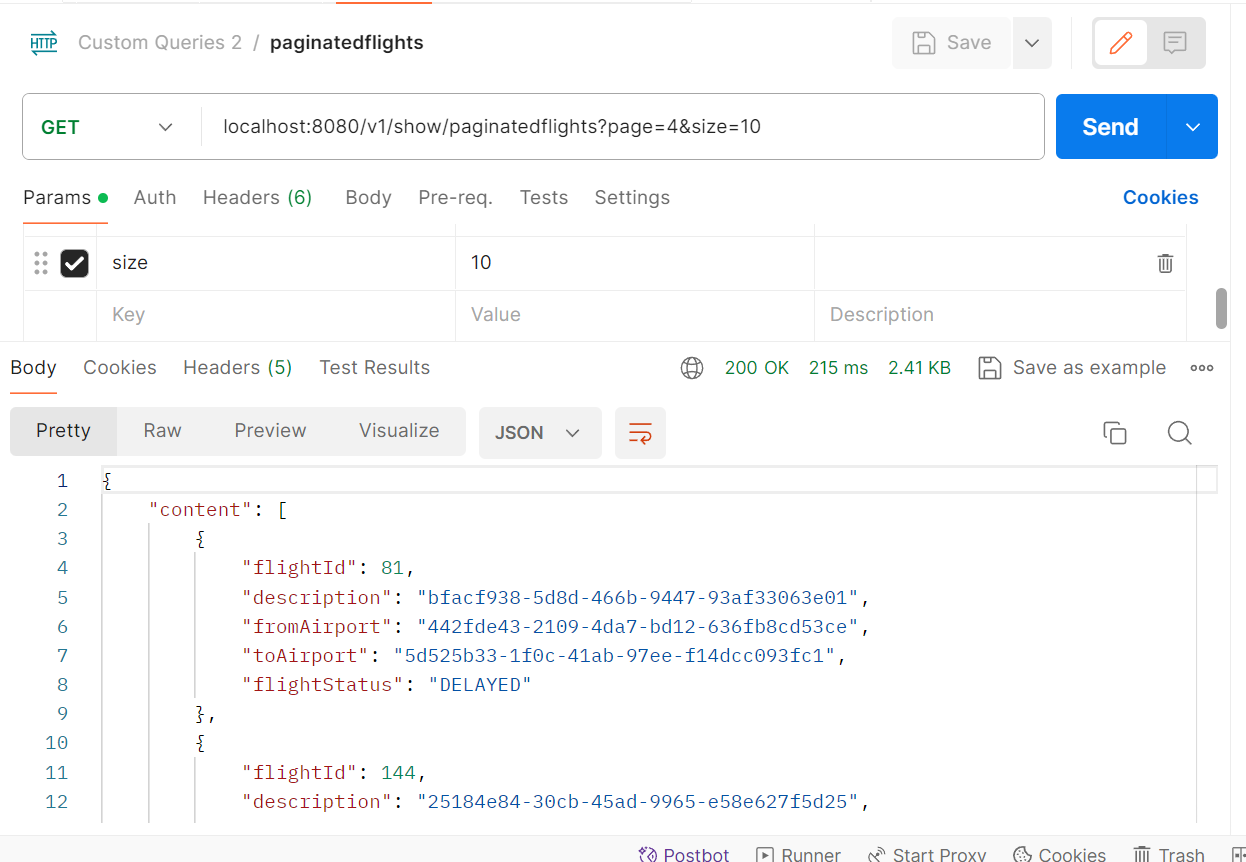 HTTP Custom Queries 2 / paginatedflights Save
GET localhost:8080/v1/show/paginatedflights?page=4&size=10 Send
Params Auth Headers (6) Body Pre-req. Tests Settings Cookies
size 10
Key Value Description
Body Cookies Headers (5) Test Results 200 OK 215 ms 2.41 KB Save as example
Pretty Raw Preview Visualize JSON
1 {
2 "content": [
3 {
4 "flightId": 81,
5 "description": "bfacf938-5d8d-466b-9447-93af33063e01",
6 "fromAirport": "442fde43-2109-4da7-bd12-636fb8cd53ce",
7 "toAirport": "5d525b33-1f0c-41ab-97ee-f14dcc093fc1",
8 "flightStatus": "DELAYED"
9 },
10 {
11 "flightId": 144,
12 "description": "25184e84-30cb-45ad-9965-e58e627f5d25",
Postbot Runner Start Proxy Cookies Trash